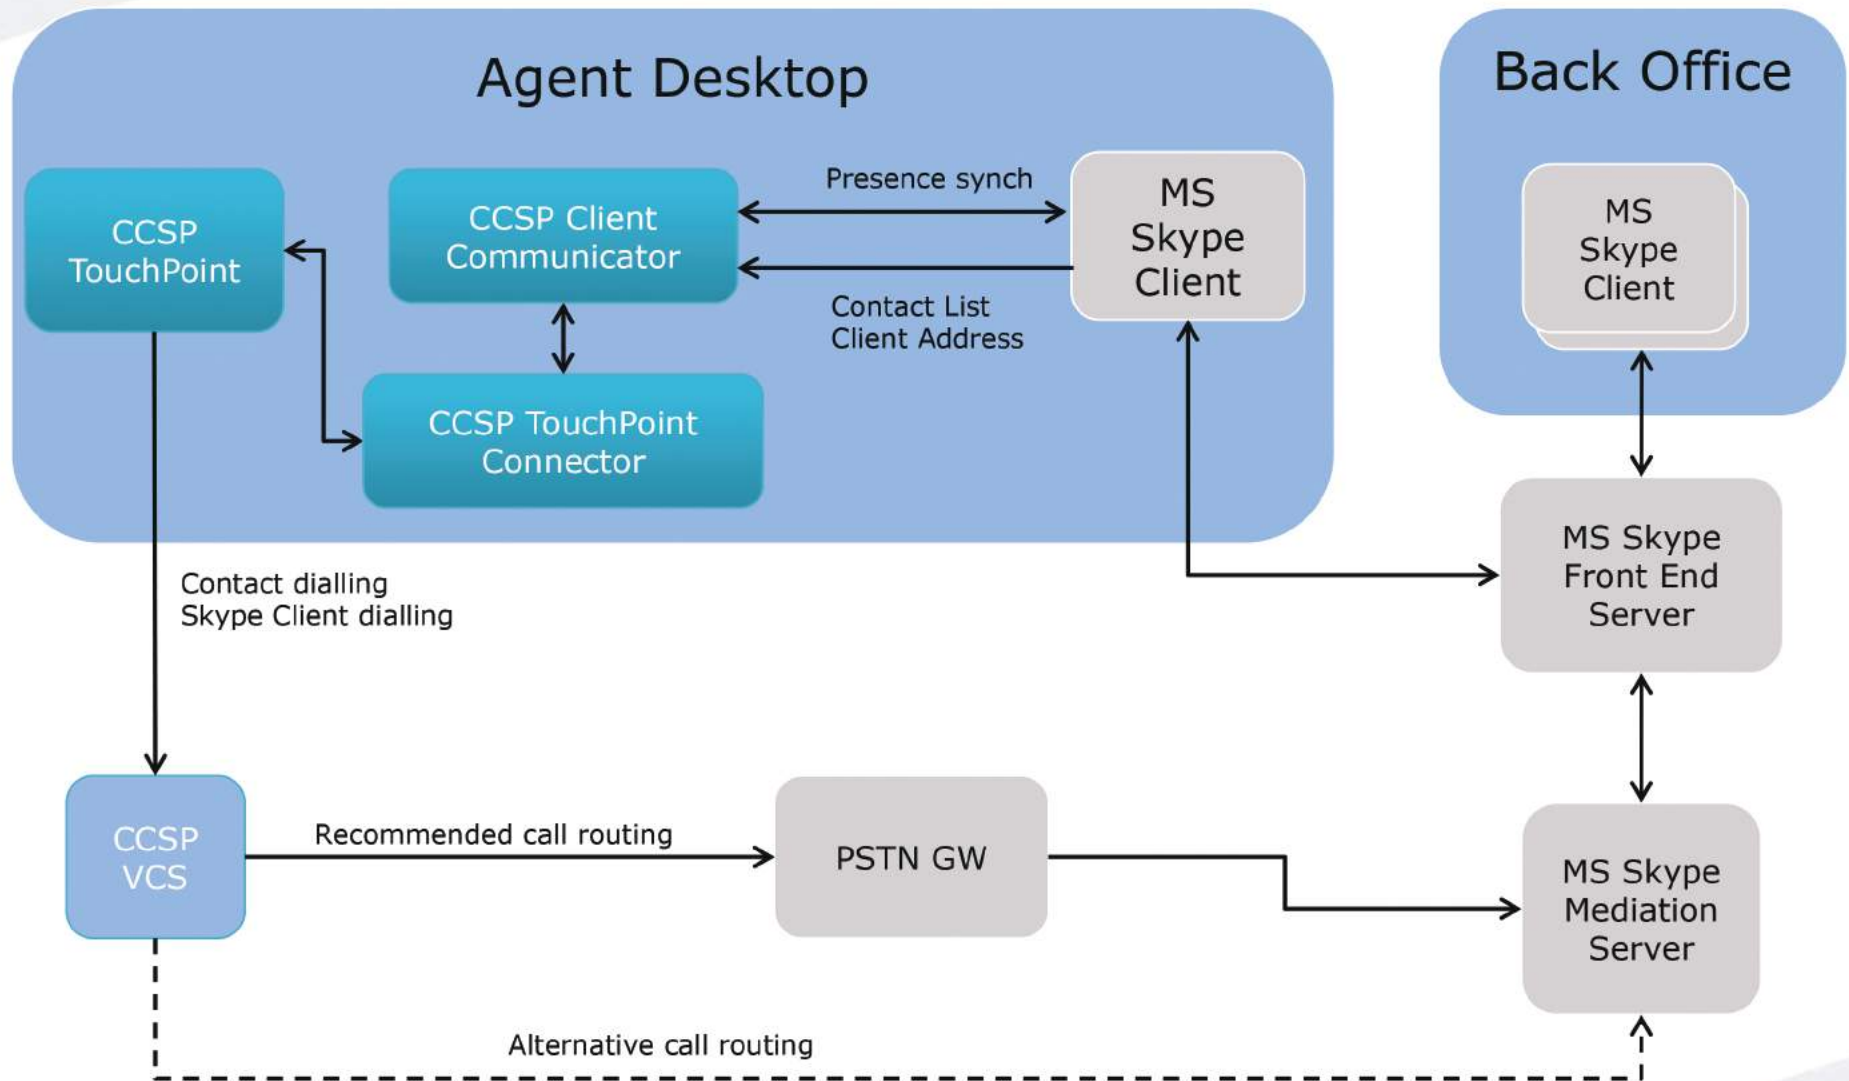 Agent Desktop
Back Office
CCSP
TouchPoint
CCSP Client
Communicator
Presence synch
MS
Skype
Client
Contact List
Client Address
MS
Skype
Client
CCSP TouchPoint
Connector
MS Skype
Front End
Server
Contact dialling
Skype Client dialling
CCSP
VCS
Recommended call routing
PSTN GW
MS Skype
Mediation
Server
Alternative call routing